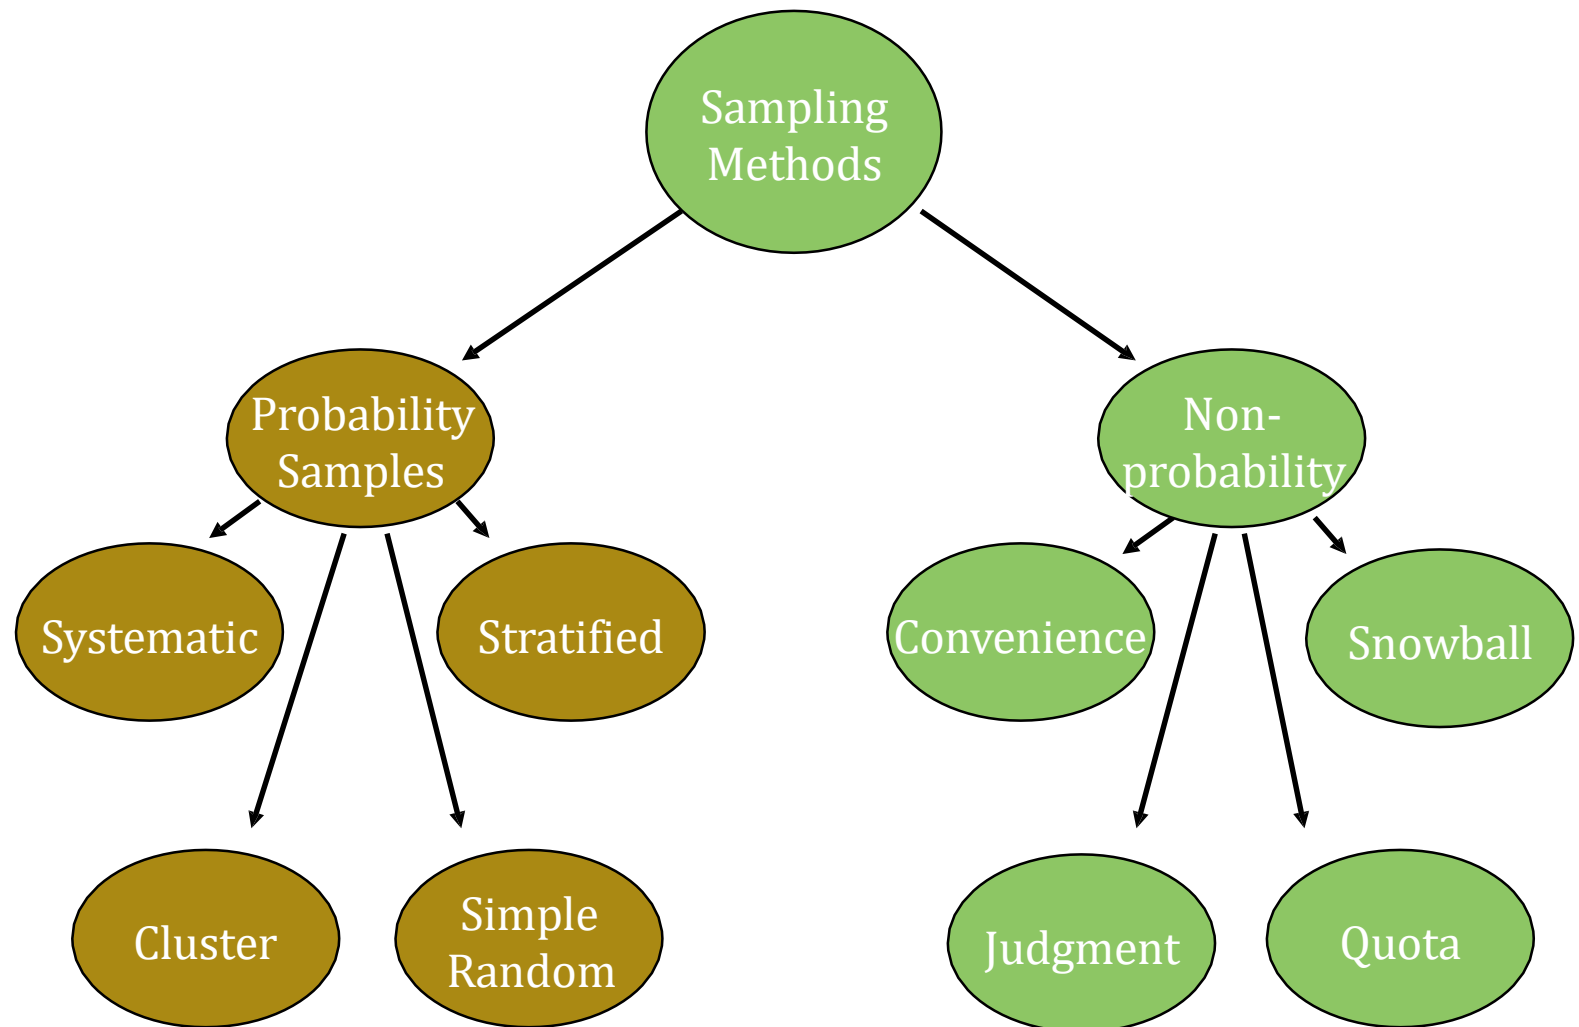 Sampling
Methods
Probability
Samples
Non-
probability
Systematic
Stratified
Convenience
Snowball
Cluster
Simple
Random
Judgment
Quota